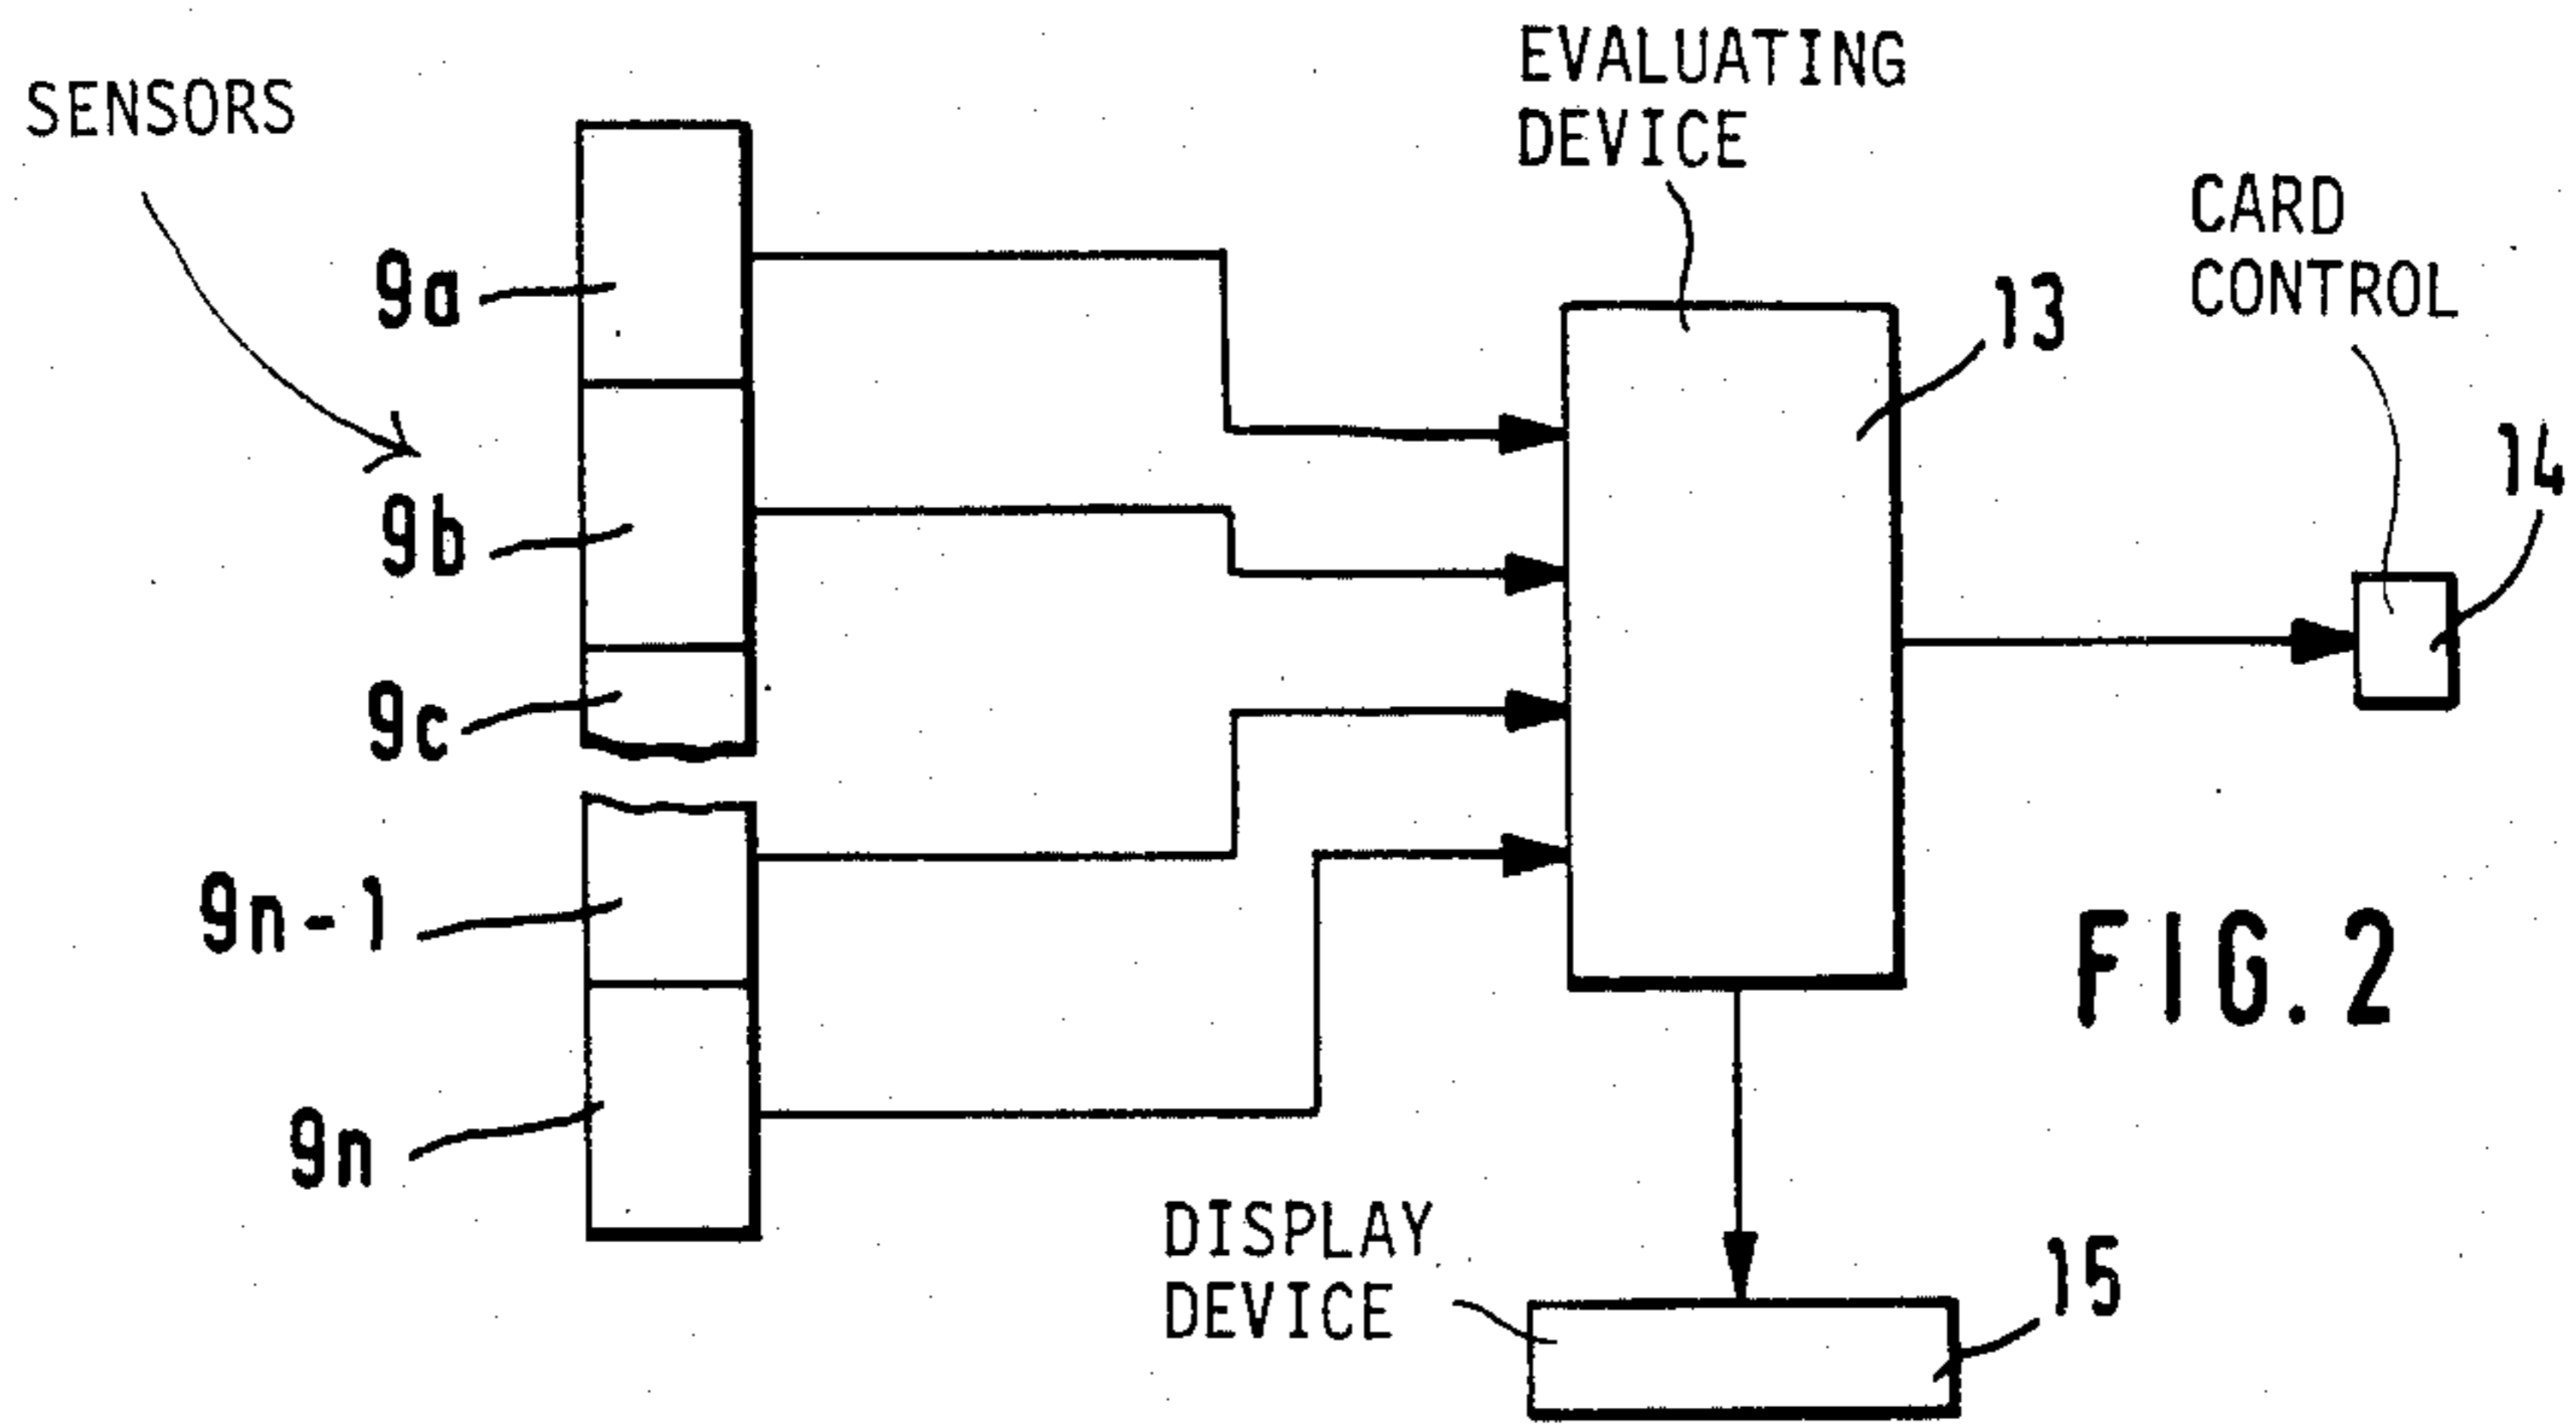 SENSORS
EVALUATING
DEVICE
CARD
CONTROL
9a
13
14
9b
9c
9n-1
FIG. 2
9n
DISPLAY
DEVICE
15